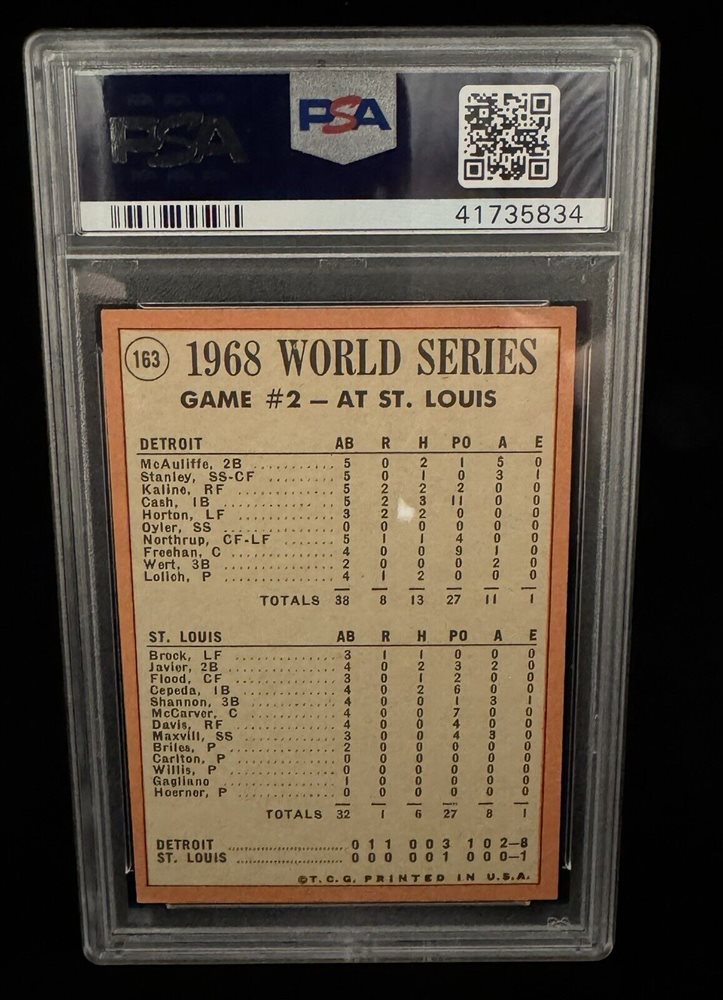 PSA
PSA
41735834
163 1968 WORLD SERIES
GAME #2 – AT ST. LOUIS
DETROIT AB R H PO A E
McAuliffe, 2B ........... 5 0 2 1 5 0
Stanley, SS-CF ........... 5 0 1 0 3 1
Kaline, RF ........... 5 2 2 2 0 0
Cash, 1B ........... 5 2 3 11 0 0
Horton, LF ........... 3 2 2 0 0 0
Oyler, SS ........... 0 0 0 0 0 0
Northrup, CF-LF ........... 5 1 1 4 0 0
Freehan, C ........... 4 0 0 9 1 0
Wert, 3B ........... 2 0 0 0 2 0
Lolich, P ........... 4 1 2 0 0 0
TOTALS 38 8 13 27 11 1
ST. LOUIS AB R H PO A E
Brock, LF ........... 3 1 1 0 0 0
Javier, 2B ........... 4 0 2 3 2 0
Flood, CF ........... 3 0 1 2 0 0
Cepeda, 1B ........... 4 0 2 6 0 0
Shannon, 3B ........... 4 0 0 1 3 1
McCarver, C ........... 4 0 0 7 0 0
Davis, RF ........... 4 0 0 4 0 0
Maxvill, SS ........... 3 0 0 4 3 0
Briles, P ........... 2 0 0 0 0 0
Carlton, P ........... 0 0 0 0 0 0
Willis, P ........... 0 0 0 0 0 0
Gagliano ........... 1 0 0 0 0 0
Hoerner, P ........... 0 0 0 0 0 0
TOTALS 32 1 6 27 8 1
DETROIT ........... 0 1 1 0 0 3 1 0 2–8
ST. LOUIS ........... 0 0 0 0 0 1 0 0 0–1
©T.C.G. PRINTED IN U.S.A.